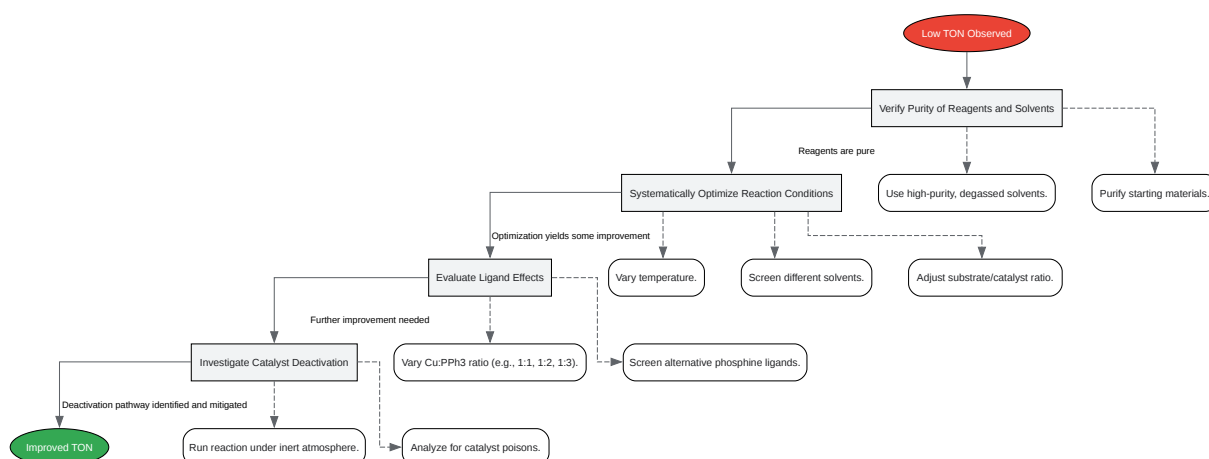 Low TON Observed
Verify Purity of Reagents and Solvents
Reagents are pure
Systematically Optimize Reaction Conditions
Use high-purity, degassed solvents.
Purify starting materials.
Optimization yields some improvement
Evaluate Ligand Effects
Vary temperature.
Screen different solvents.
Adjust substrate/catalyst ratio.
Further improvement needed
Investigate Catalyst Deactivation
Vary Cu:PPh3 ratio (e.g., 1:1, 1:2, 1:3).
Screen alternative phosphine ligands.
Deactivation pathway identified and mitigated
Improved TON
Run reaction under inert atmosphere.
Analyze for catalyst poisons.